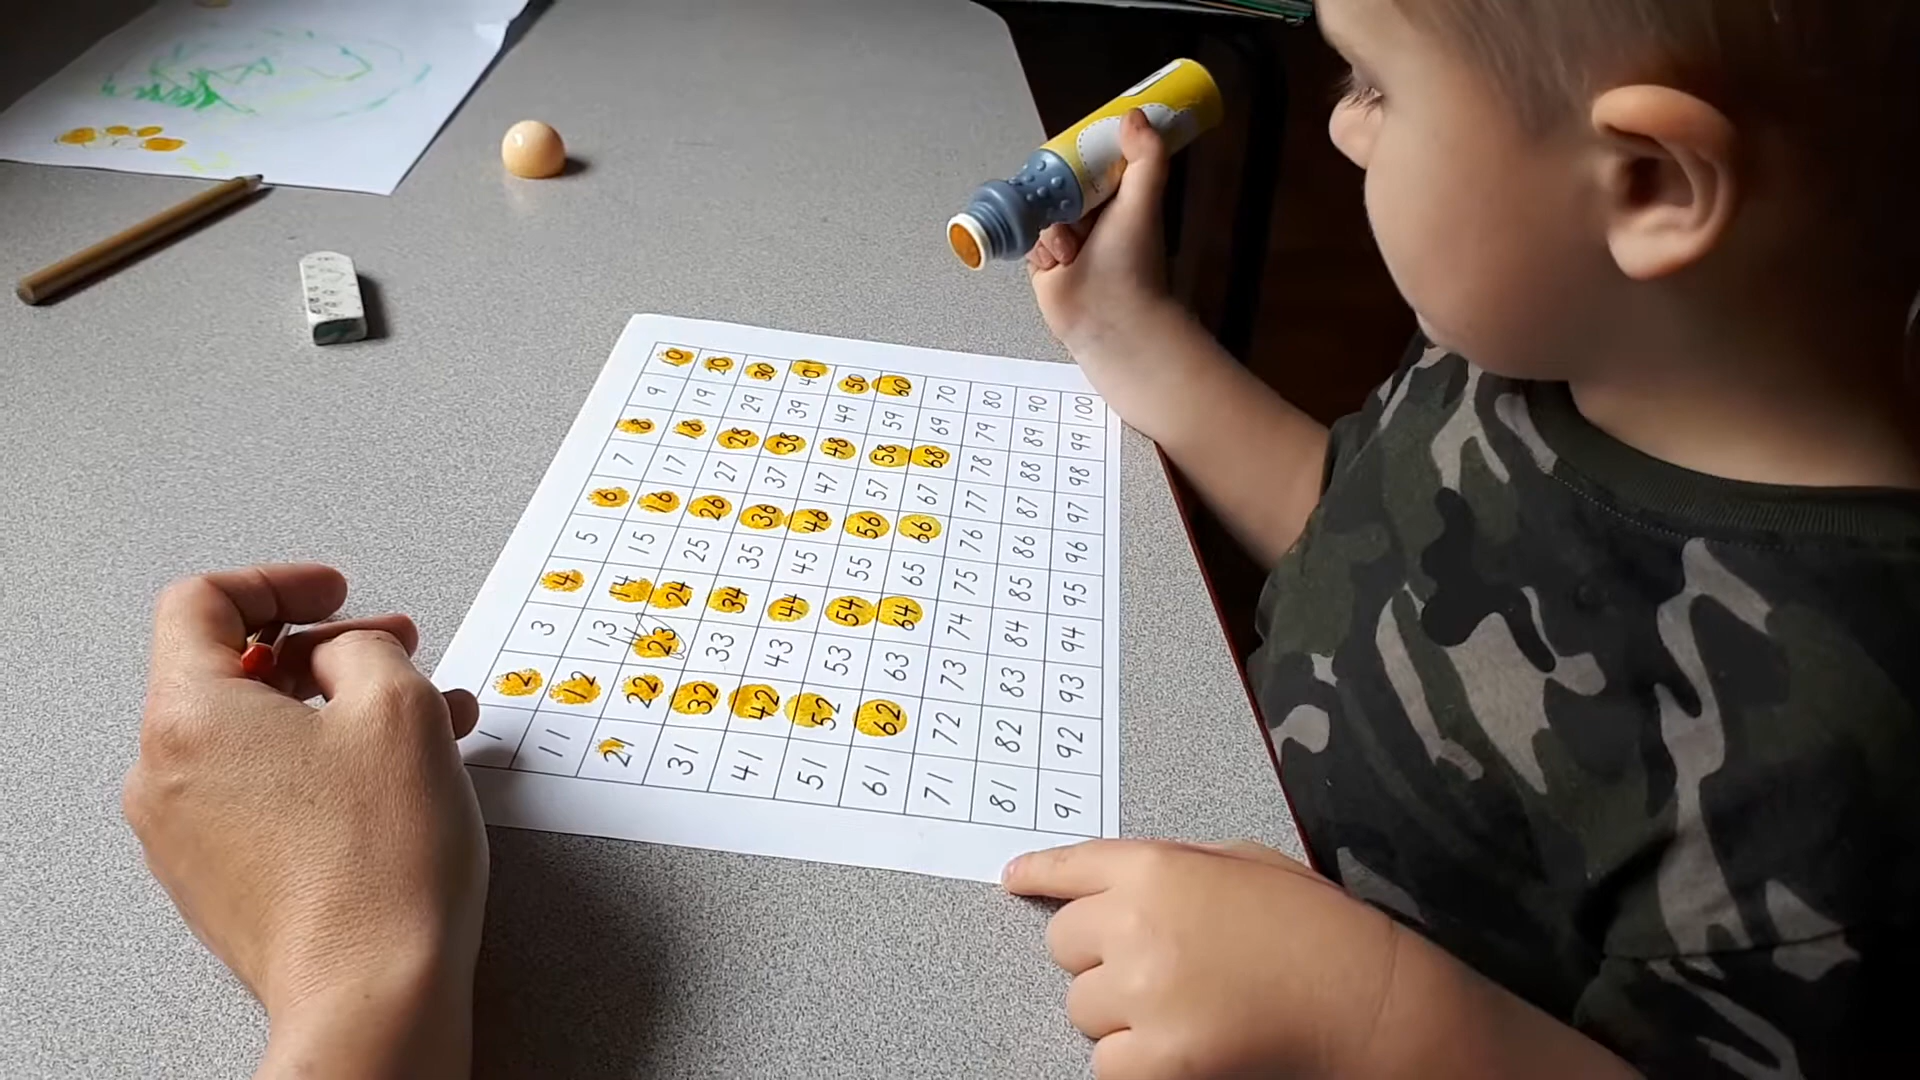 1 2 3 4 5 6 7 8 9 10
11 12 13 14 15 16 17 18 19 20
21 22 23 24 25 26 27 28 29 30
31 32 33 34 35 36 37 38 39 40
41 42 43 44 45 46 47 48 49 50
51 52 53 54 55 56 57 58 59 60
61 62 63 64 65 66 67 68 69 70
71 72 73 74 75 76 77 78 79 80
81 82 83 84 85 86 87 88 89 90
91 92 93 94 95 96 97 98 99 100